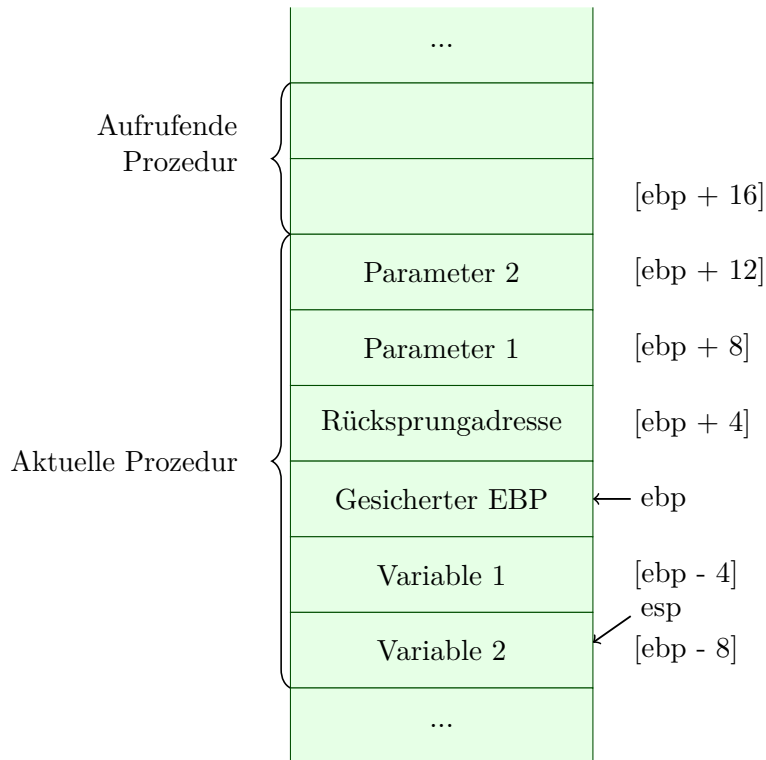 ...
Aufrufende
Prozedur
[ebp + 16]
Parameter 2 [ebp + 12]
Parameter 1 [ebp + 8]
Rücksprungadresse [ebp + 4]
Aktuelle Prozedur
Gesicherter EBP ebp
Variable 1 [ebp - 4]
esp
Variable 2 [ebp - 8]
...